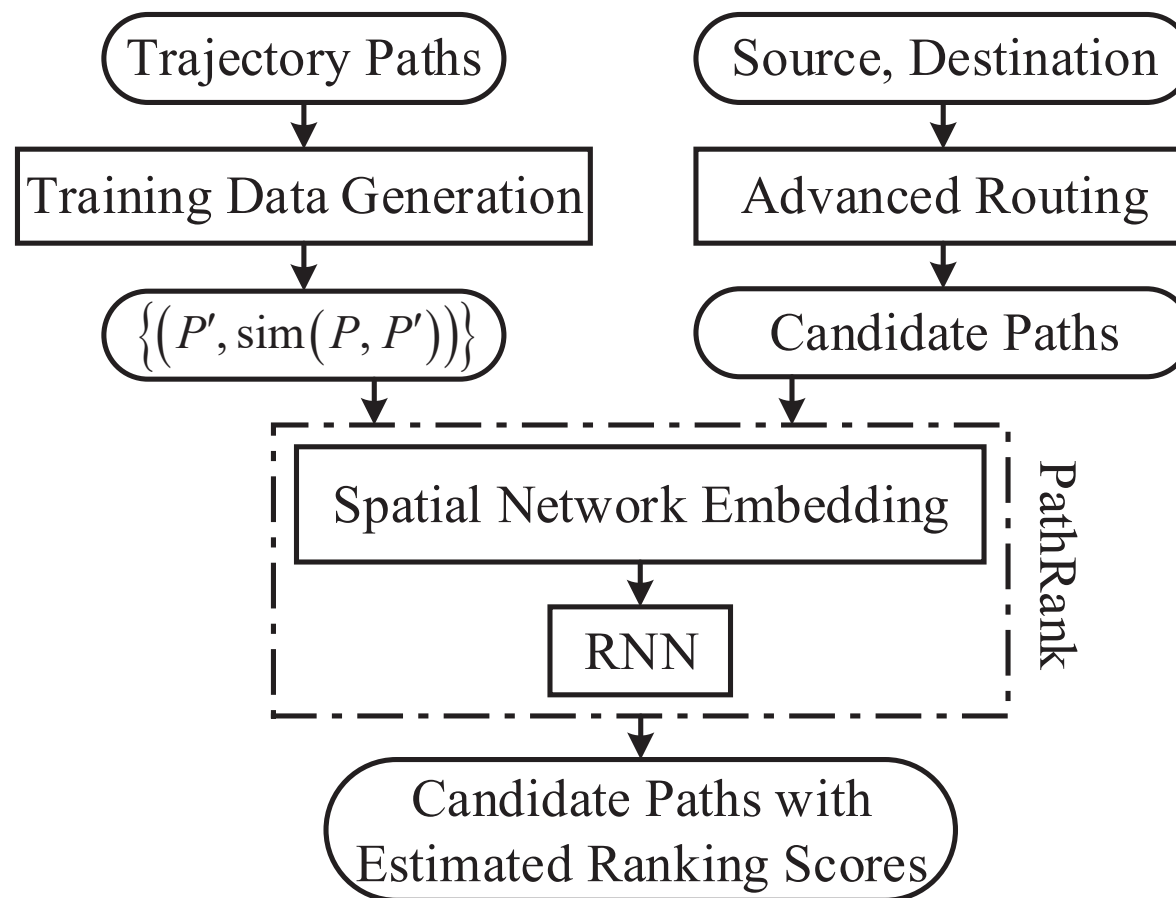 Trajectory Paths
Source, Destination
Training Data Generation
Advanced Routing
{(P′, sim(P, P′))}
Candidate Paths
Spatial Network Embedding
PathRank
RNN
Candidate Paths with
Estimated Ranking Scores